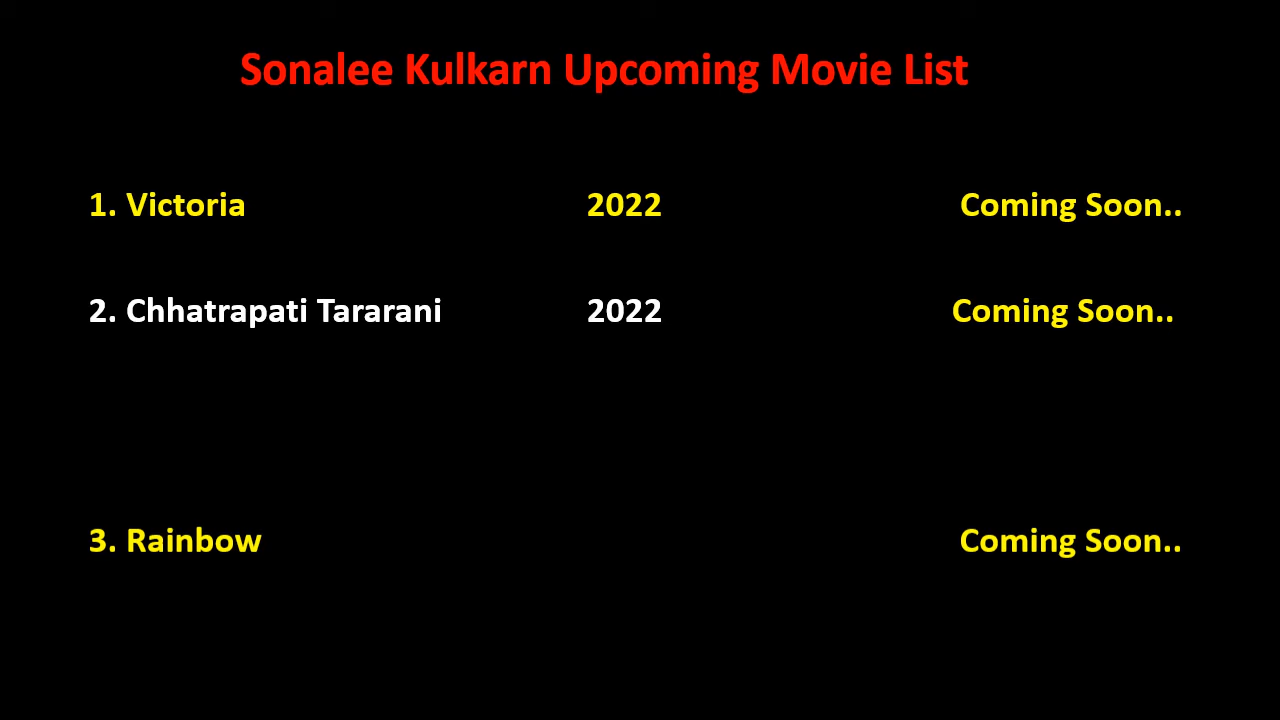 Sonalee Kulkarn Upcoming Movie List
1. Victoria 2022 Coming Soon..
2. Chhatrapati Tararani 2022 Coming Soon..
3. Rainbow Coming Soon..